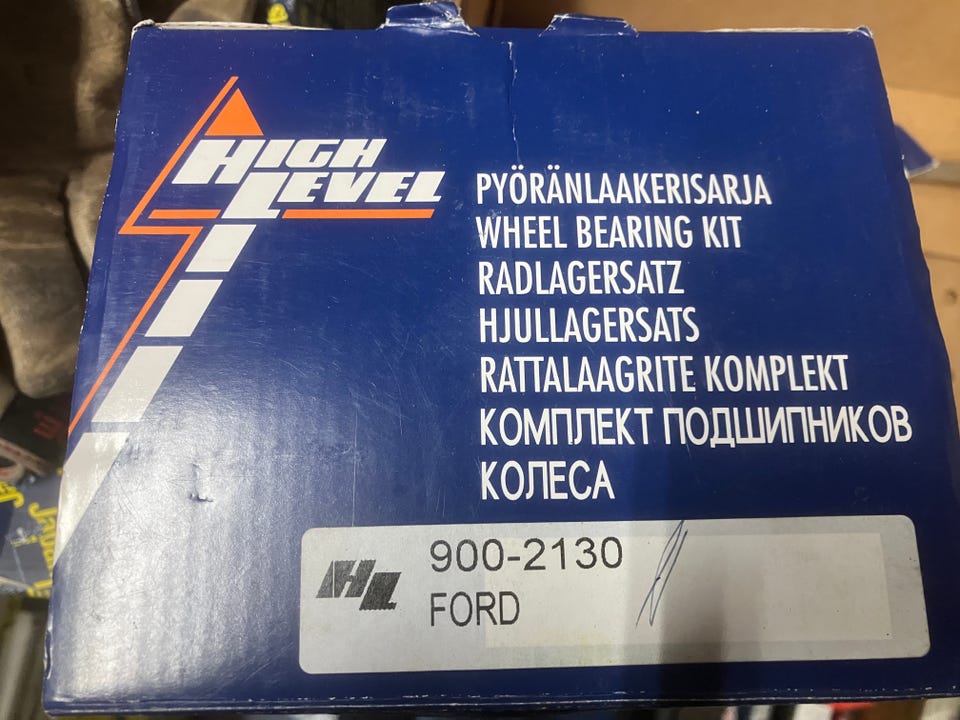 HIGH
LEVEL
PYÖRÄNLAAKERISARJA
WHEEL BEARING KIT
RADLAGERSATZ
HJULLAGERSATS
RATTALAAGRITE KOMPLEKT
КОМПЛЕКТ ПОДШИПНИКОВ
КОЛЕСА
HL
900-2130
FORD